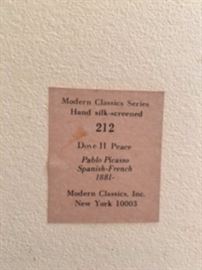 Modern Classics Series
Hand silk-screened
212
Dove II Peace
Pablo Picasso
Spanish-French
1881-
Modern Classics, Inc.
New York 10003